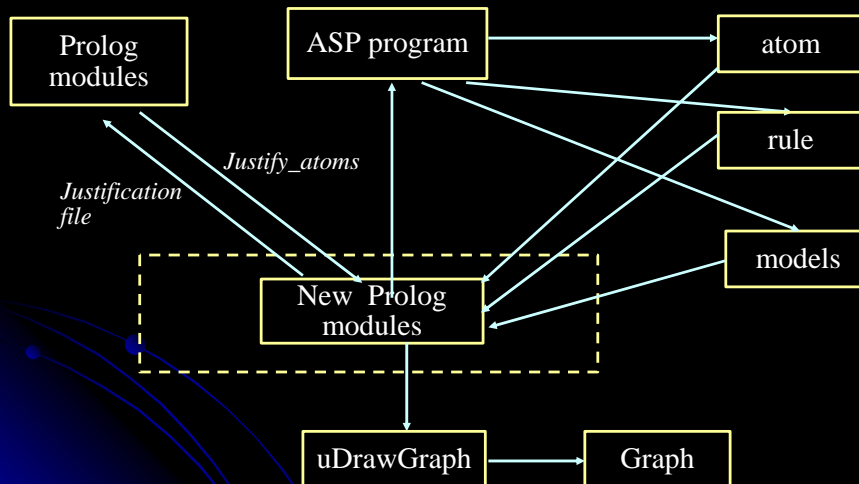 Prolog
modules
ASP program
atom
rule
Justify_atoms
Justification
file
models
New Prolog
modules
uDrawGraph
Graph